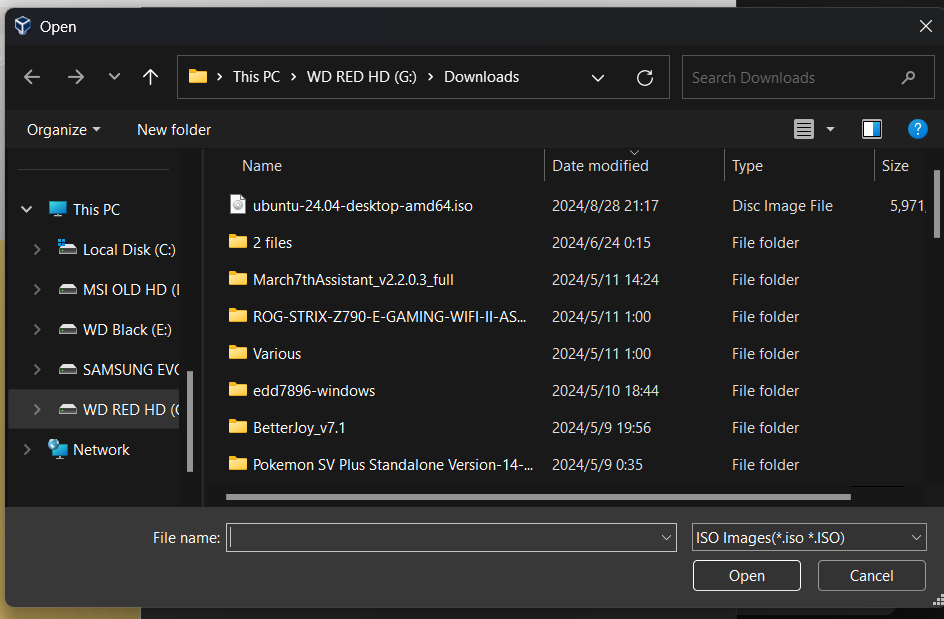 Open
This PC > WD RED HD (G:) > Downloads
Search Downloads
Organize
New folder
?
Name Date modified Type Size
This PC
Local Disk (C:)
MSI OLD HD (
WD Black (E:)
SAMSUNG EV
WD RED HD (
Network
ubuntu-24.04-desktop-amd64.iso 2024/8/28 21:17 Disc Image File 5,971,
2 files 2024/6/24 0:15 File folder
March7thAssistant_v2.2.0.3_full 2024/5/11 14:24 File folder
ROG-STRIX-Z790-E-GAMING-WIFI-II-AS... 2024/5/11 1:00 File folder
Various 2024/5/11 1:00 File folder
edd7896-windows 2024/5/10 18:44 File folder
BetterJoy_v7.1 2024/5/9 19:56 File folder
Pokemon SV Plus Standalone Version-14-... 2024/5/9 0:35 File folder
File name:
ISO Images(*.iso *.ISO)
Open
Cancel